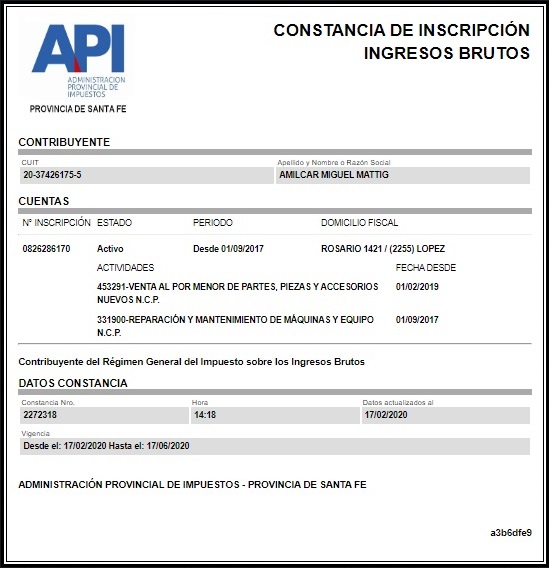 API
ADMINISTRACION
PROVINCIAL DE
IMPUESTOS
PROVINCIA DE SANTA FE
CONSTANCIA DE INSCRIPCIÓN
INGRESOS BRUTOS
CONTRIBUYENTE
CUIT Apellido y Nombre o Razón Social
20-37426175-5 AMILCAR MIGUEL MATTIG
CUENTAS
N° INSCRIPCIÓN ESTADO PERIODO DOMICILIO FISCAL
0826286170 Activo Desde 01/09/2017 ROSARIO 1421 / (2255) LOPEZ
ACTIVIDADES FECHA DESDE
453291-VENTA AL POR MENOR DE PARTES, PIEZAS Y ACCESORIOS 01/02/2019
NUEVOS N.C.P.
331900-REPARACIÓN Y MANTENIMIENTO DE MÁQUINAS Y EQUIPO 01/09/2017
N.C.P.
Contribuyente del Régimen General del Impuesto sobre los Ingresos Brutos
DATOS CONSTANCIA
Constancia Nro. Hora Datos actualizados al
2272318 14:18 17/02/2020
Vigencia
Desde el: 17/02/2020 Hasta el: 17/06/2020
ADMINISTRACIÓN PROVINCIAL DE IMPUESTOS - PROVINCIA DE SANTA FE
a3b6dfe9